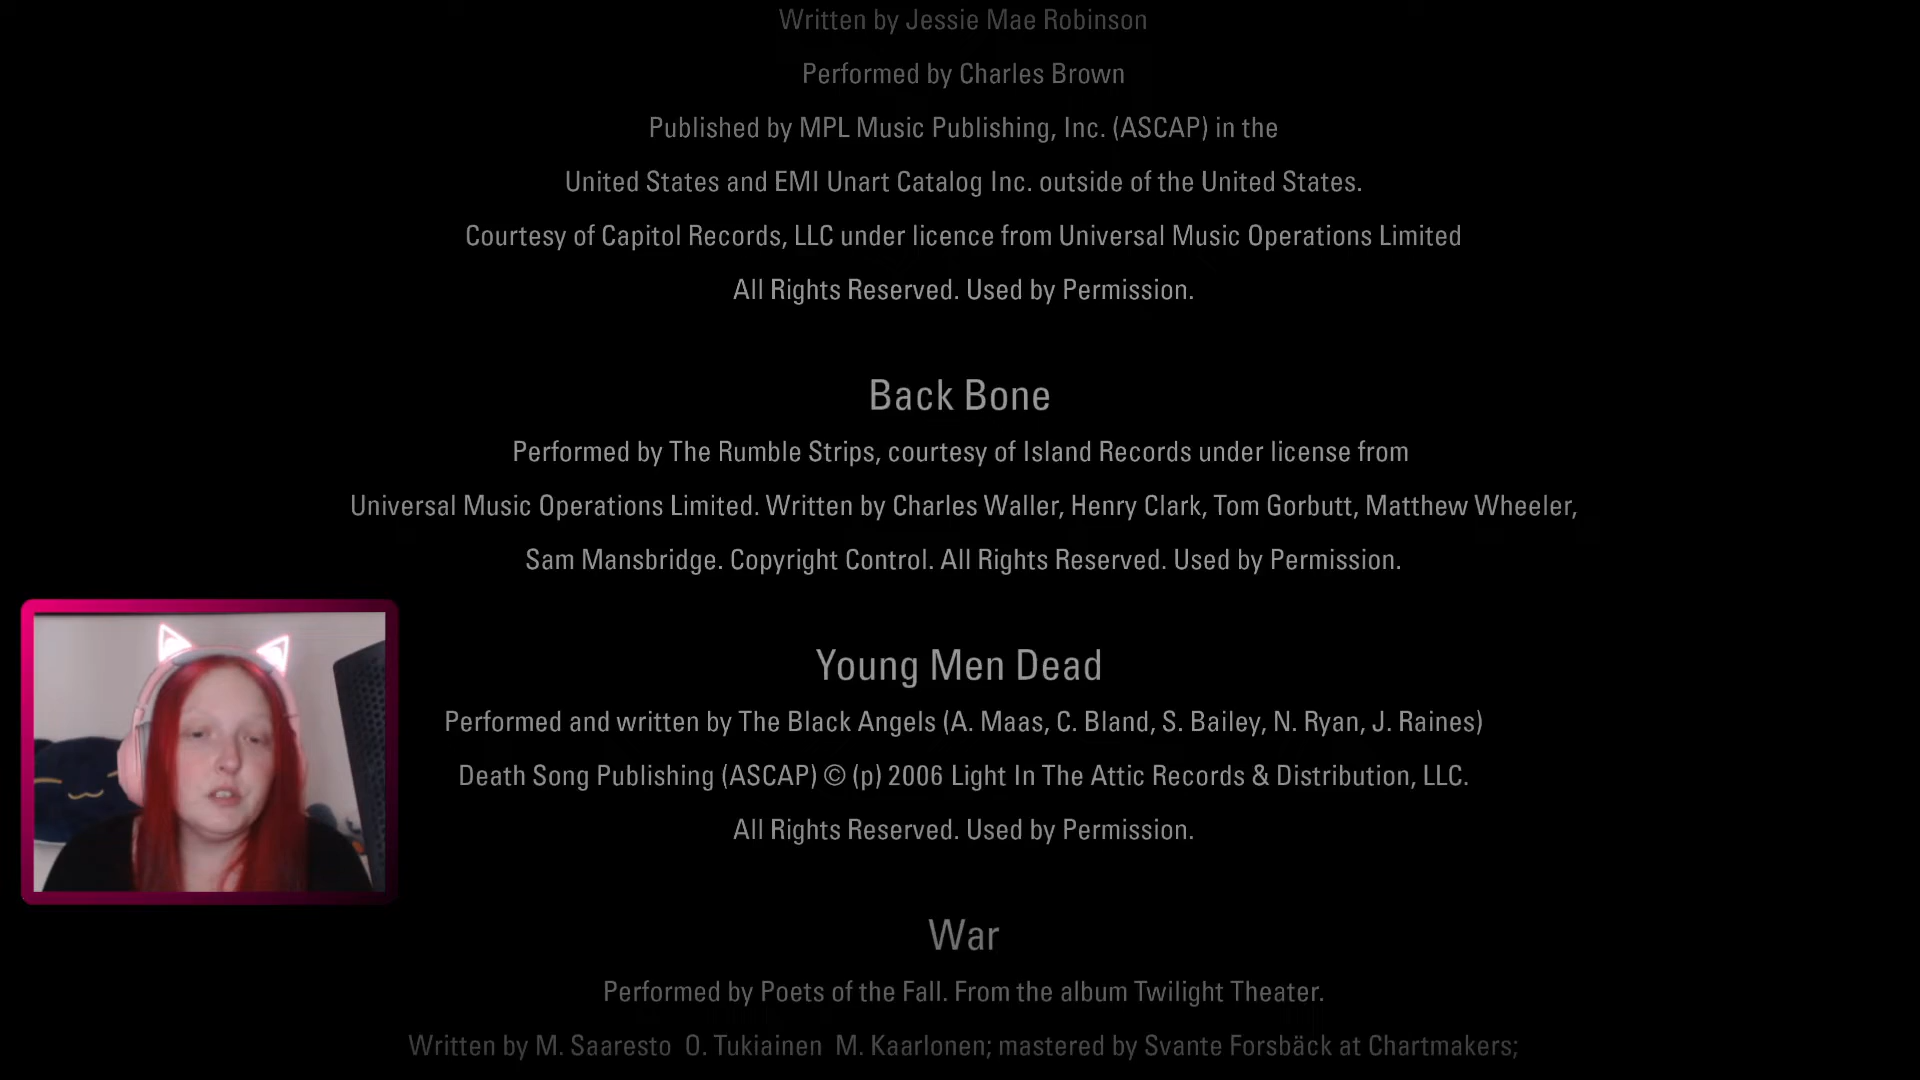 Written by Jessie Mae Robinson
Performed by Charles Brown
Published by MPL Music Publishing, Inc. (ASCAP) in the
United States and EMI Unart Catalog Inc. outside of the United States.
Courtesy of Capitol Records, LLC under licence from Universal Music Operations Limited
All Rights Reserved. Used by Permission.
Back Bone
Performed by The Rumble Strips, courtesy of Island Records under license from
Universal Music Operations Limited. Written by Charles Waller, Henry Clark, Tom Gorbutt, Matthew Wheeler,
Sam Mansbridge. Copyright Control. All Rights Reserved. Used by Permission.
Young Men Dead
Performed and written by The Black Angels (A. Maas, C. Bland, S. Bailey, N. Ryan, J. Raines)
Death Song Publishing (ASCAP) © (p) 2006 Light In The Attic Records & Distribution, LLC.
All Rights Reserved. Used by Permission.
War
Performed by Poets of the Fall. From the album Twilight Theater.
Written by M. Saaresto O. Tukiainen M. Kaarlonen; mastered by Svante Forsbäck at Chartmakers;